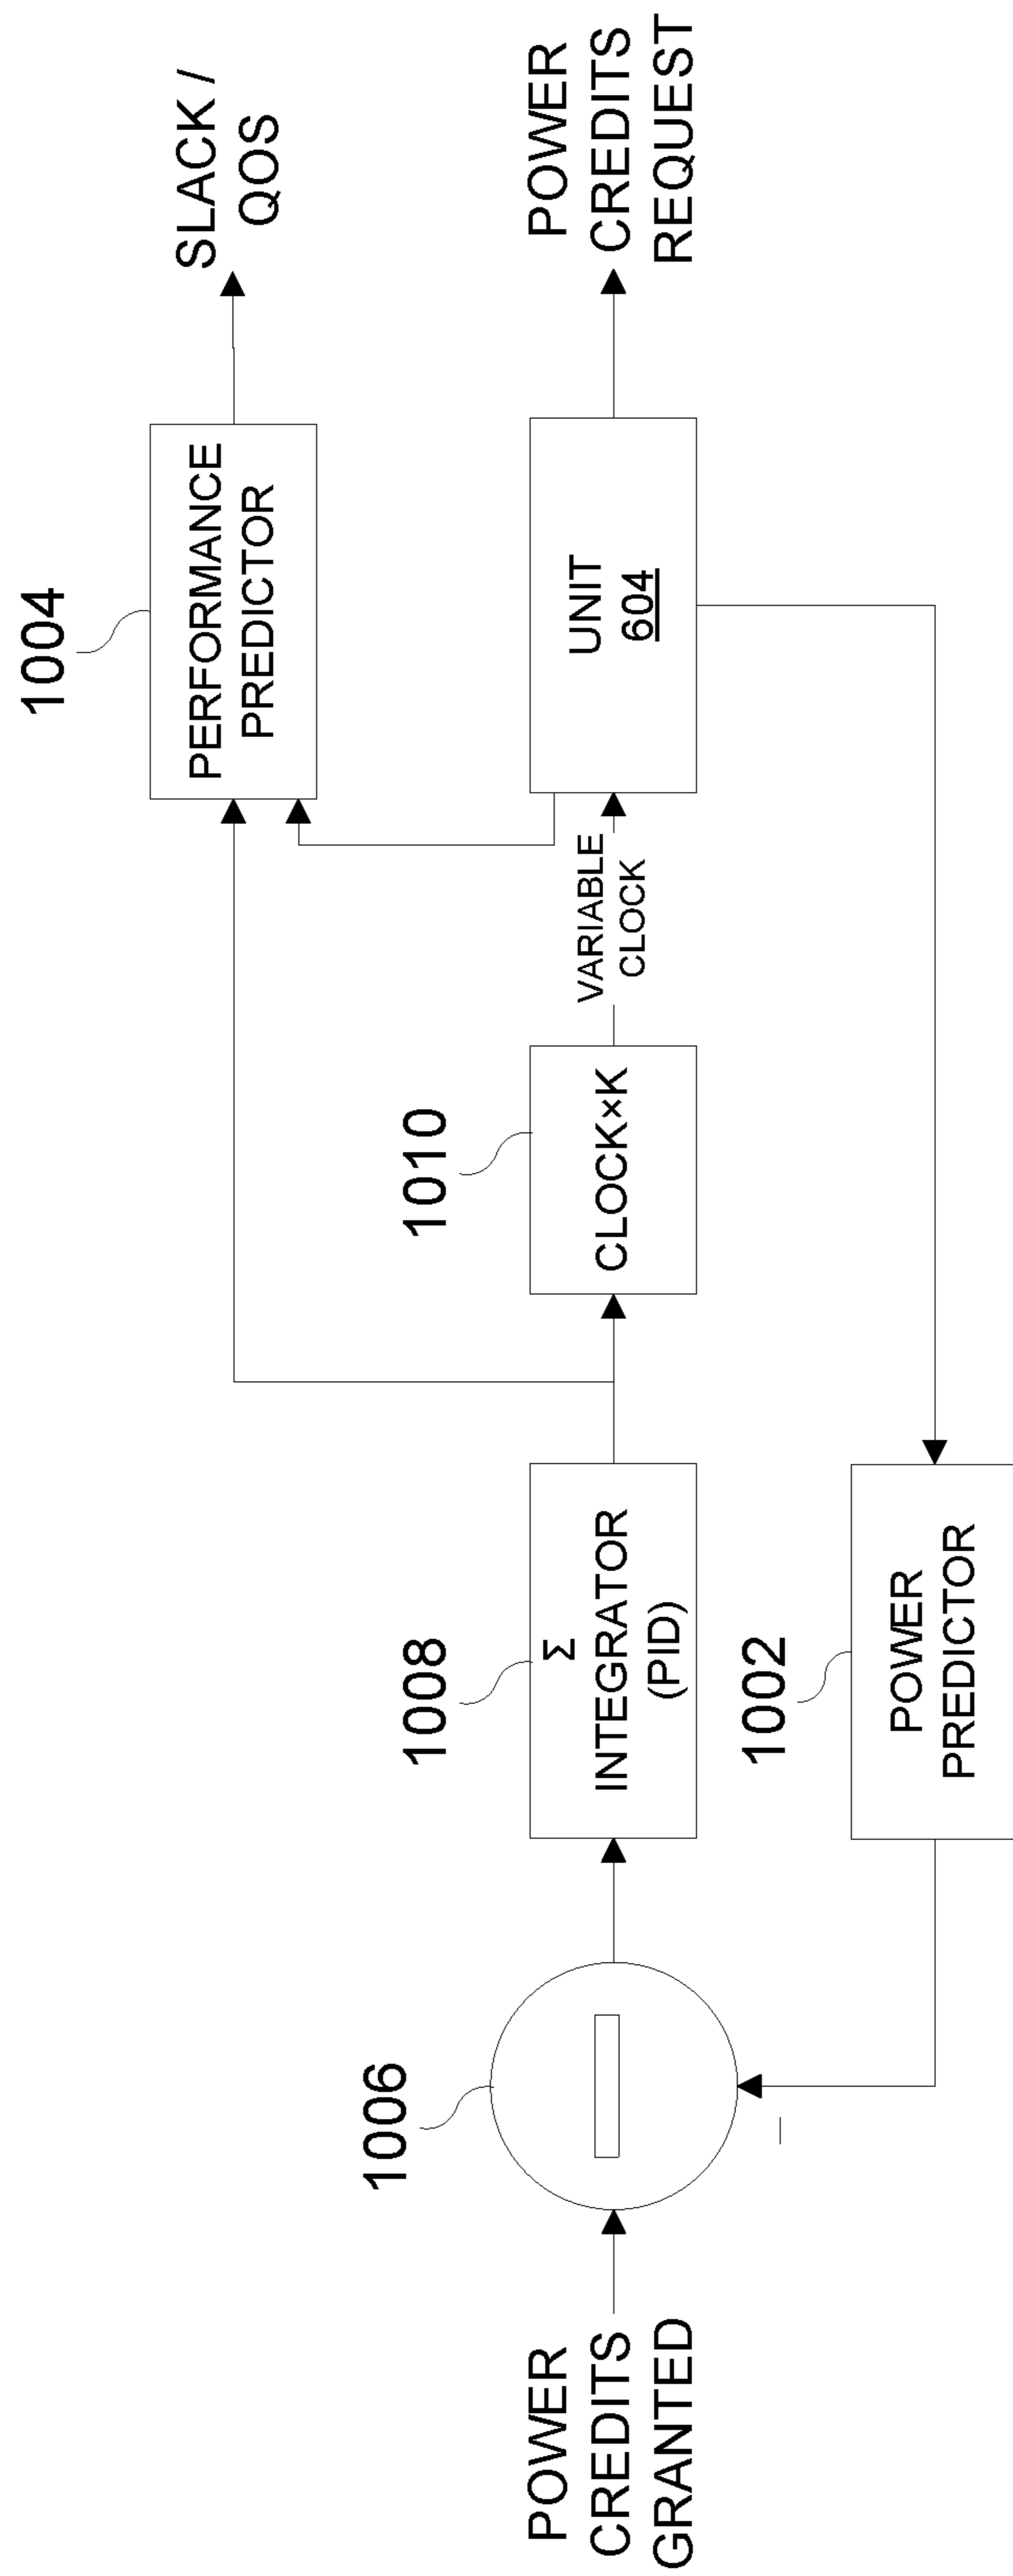 1004
PERFORMANCE
PREDICTOR
SLACK /
QOS
1006
1008
1010
POWER
CREDITS
GRANTED
Σ
INTEGRATOR
(PID)
CLOCK×K
VARIABLE
CLOCK
UNIT
604
POWER
CREDITS
REQUEST
–
1002
POWER
PREDICTOR